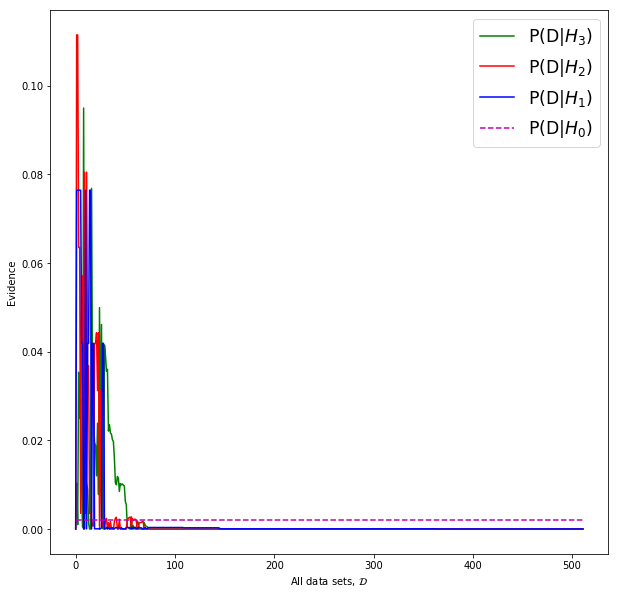 P(D|H₃)
P(D|H₂)
P(D|H₁)
P(D|H₀)
0.10
0.08
0.06
0.04
0.02
0.00
Evidence
0 100 200 300 400 500
All data sets, 𝒟